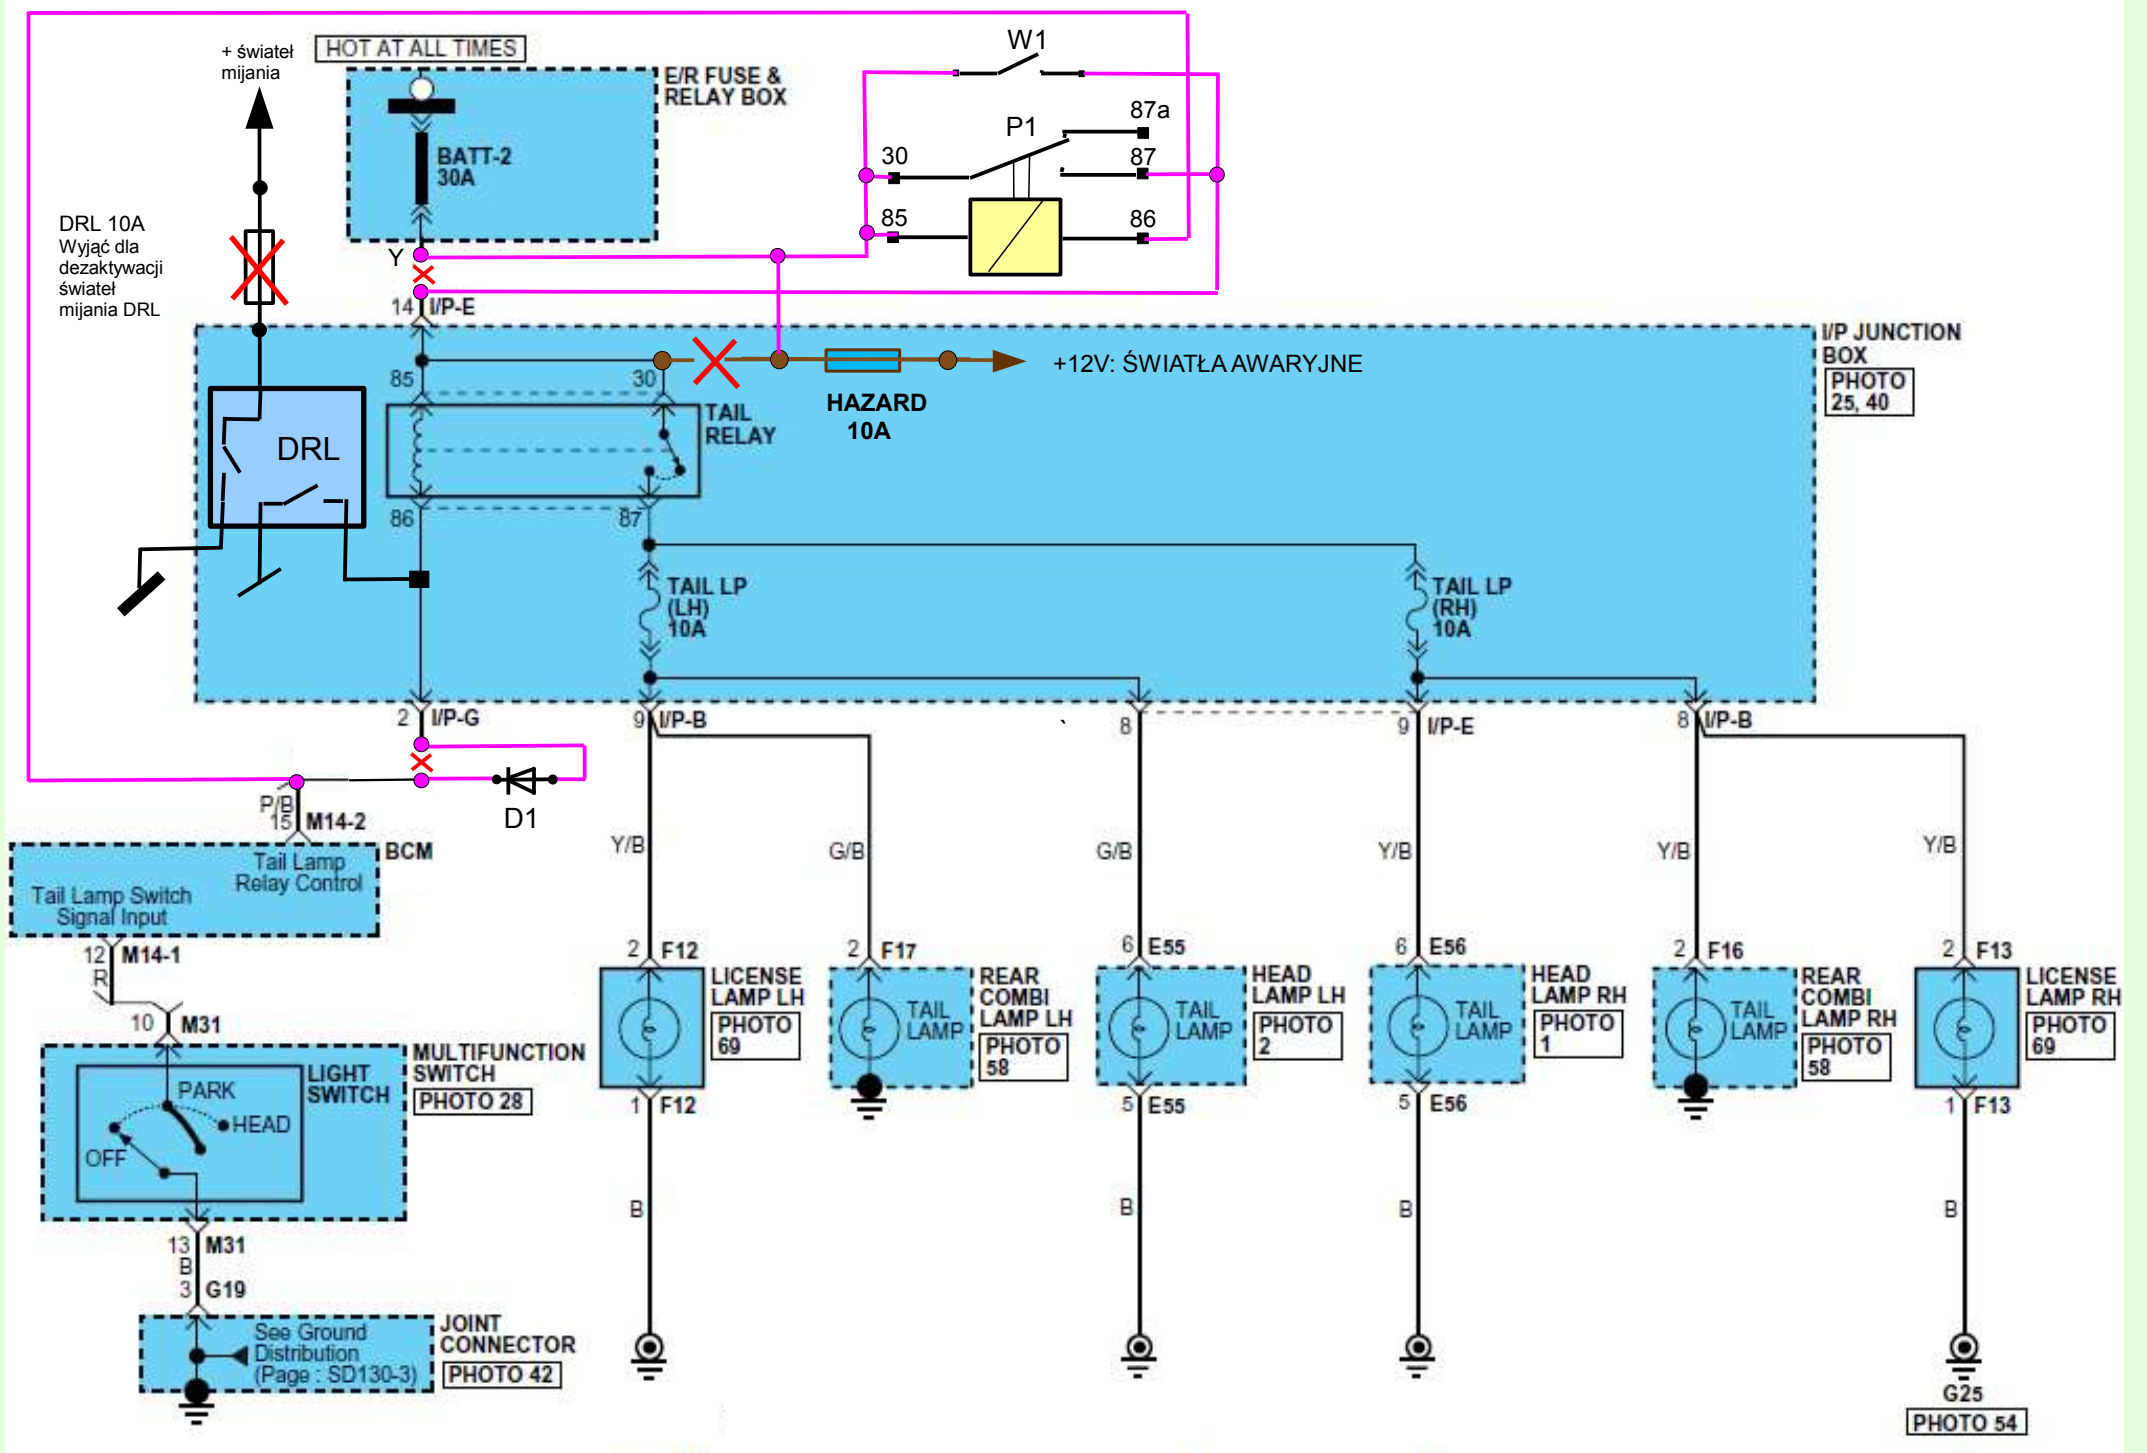 + świateł
mijania
HOT AT ALL TIMES
E/R FUSE &
RELAY BOX
BATT-2
30A
W1
87a
P1
30
87
85
86
DRL 10A
Wyjąć dla
dezaktywacji
świateł
mijania DRL
Y
14 I/P-E
I/P JUNCTION
BOX
PHOTO
25, 40
+12V: ŚWIATŁA AWARYJNE
85
30
HAZARD
10A
TAIL
RELAY
DRL
86
87
TAIL LP
(LH)
10A
TAIL LP
(RH)
10A
2 I/P-G
9 I/P-B
8
9 I/P-E
8 I/P-B
D1
P/B
15 M14-2
BCM
Tail Lamp
Relay Control
Tail Lamp Switch
Signal Input
12 M14-1
R
10 M31
Y/B
G/B
G/B
Y/B
Y/B
Y/B
2 F12
2 F17
6 E55
6 E56
2 F16
2 F13
LICENSE
LAMP LH
PHOTO
69
TAIL
LAMP
REAR
COMBI
LAMP LH
PHOTO
58
TAIL
LAMP
HEAD
LAMP LH
PHOTO
2
TAIL
LAMP
HEAD
LAMP RH
PHOTO
1
TAIL
LAMP
REAR
COMBI
LAMP RH
PHOTO
58
LICENSE
LAMP RH
PHOTO
69
MULTIFUNCTION
SWITCH
PHOTO 28
LIGHT
SWITCH
PARK
HEAD
OFF
1 F12
5 E55
5 E56
1 F13
B
B
B
B
13 M31
B
3 G19
See Ground
Distribution
(Page : SD130-3)
JOINT
CONNECTOR
PHOTO 42
G25
PHOTO 54